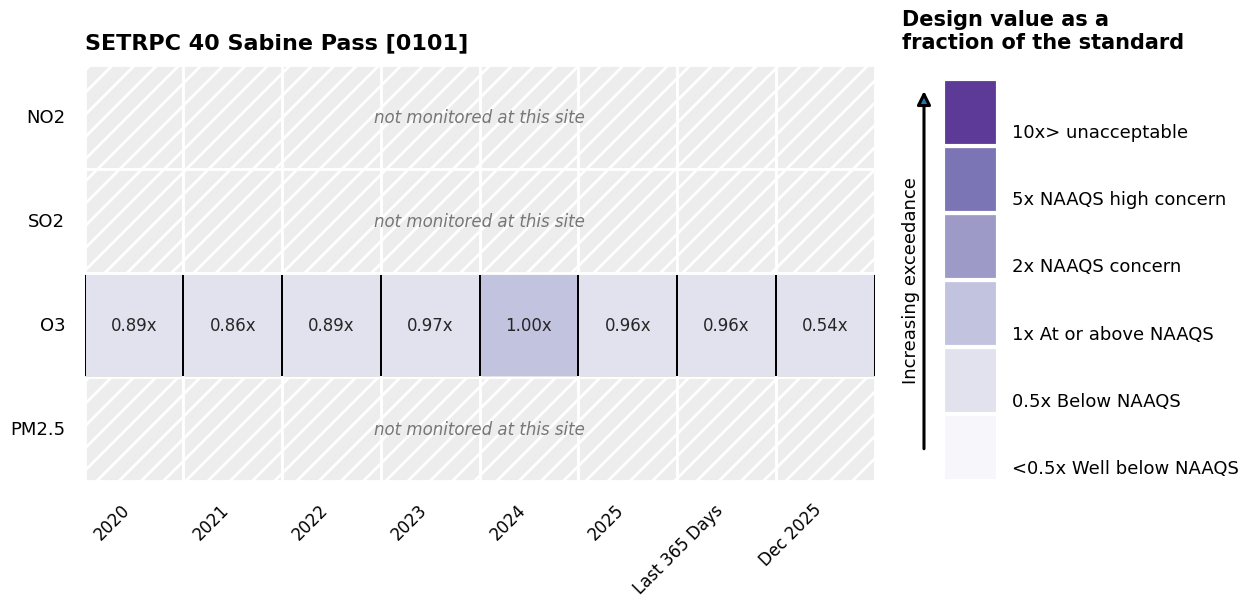 SETRPC 40 Sabine Pass [0101]
Design value as a
fraction of the standard
NO2
not monitored at this site
SO2
not monitored at this site
O3
0.89x 0.86x 0.89x 0.97x 1.00x 0.96x 0.96x 0.54x
PM2.5
not monitored at this site
2020 2021 2022 2023 2024 2025 Last 365 Days Dec 2025
Increasing exceedance
10x> unacceptable
5x NAAQS high concern
2x NAAQS concern
1x At or above NAAQS
0.5x Below NAAQS
<0.5x Well below NAAQS